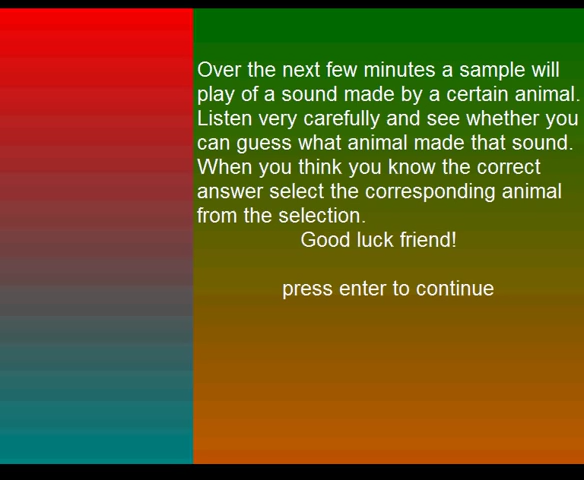 Over the next few minutes a sample will
play of a sound made by a certain animal.
Listen very carefully and see whether you
can guess what animal made that sound.
When you think you know the correct
answer select the corresponding animal
from the selection.
Good luck friend!
press enter to continue